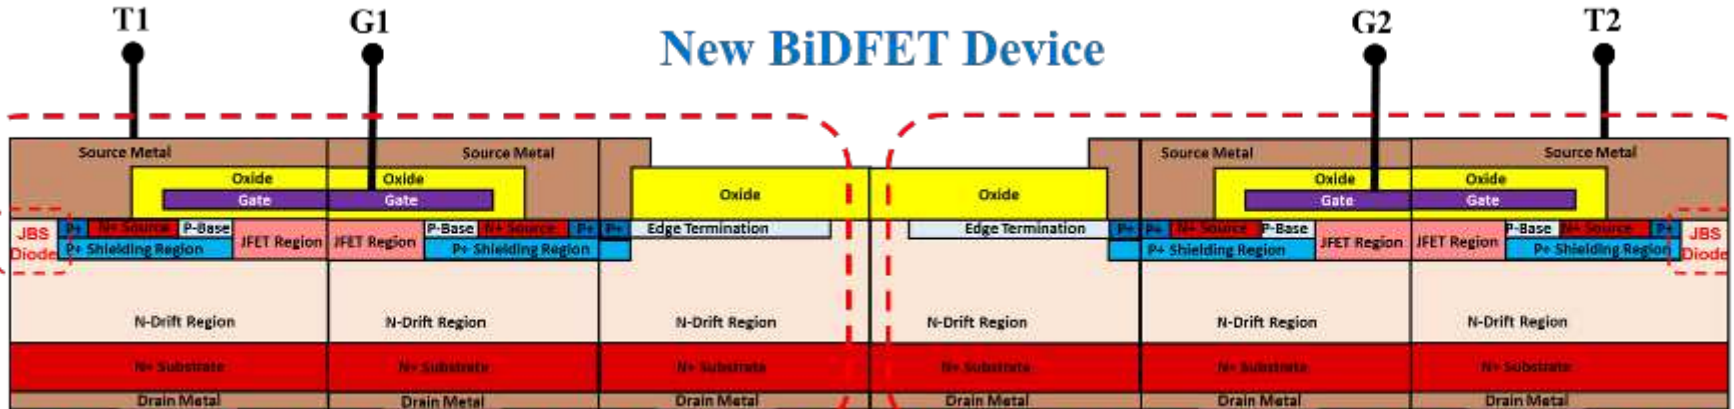 T1
G1
New BiDFET Device
G2
T2
Source Metal
Source Metal
Source Metal
Source Metal
Oxide
Oxide
Oxide
Oxide
Oxide
Oxide
Gate
Gate
Gate
Gate
JBS
Diode
P+
N+ Source
P-Base
JFET Region
JFET Region
P-Base
N+ Source
P+
P+
Edge Termination
Edge Termination
P+
P+
N+ Source
P-Base
JFET Region
JFET Region
P-Base
N+ Source
P+
JBS
Diode
P+ Shielding Region
P+ Shielding Region
P+ Shielding Region
P+ Shielding Region
N-Drift Region
N-Drift Region
N-Drift Region
N-Drift Region
N-Drift Region
N-Drift Region
N+ Substrate
N+ Substrate
N+ Substrate
N+ Substrate
N+ Substrate
N+ Substrate
Drain Metal
Drain Metal
Drain Metal
Drain Metal
Drain Metal
Drain Metal